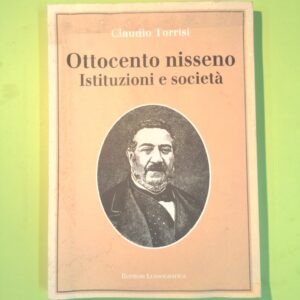 Claudio Torrisi
Ottocento nisseno
Istituzioni e società
Edizioni Lussografica